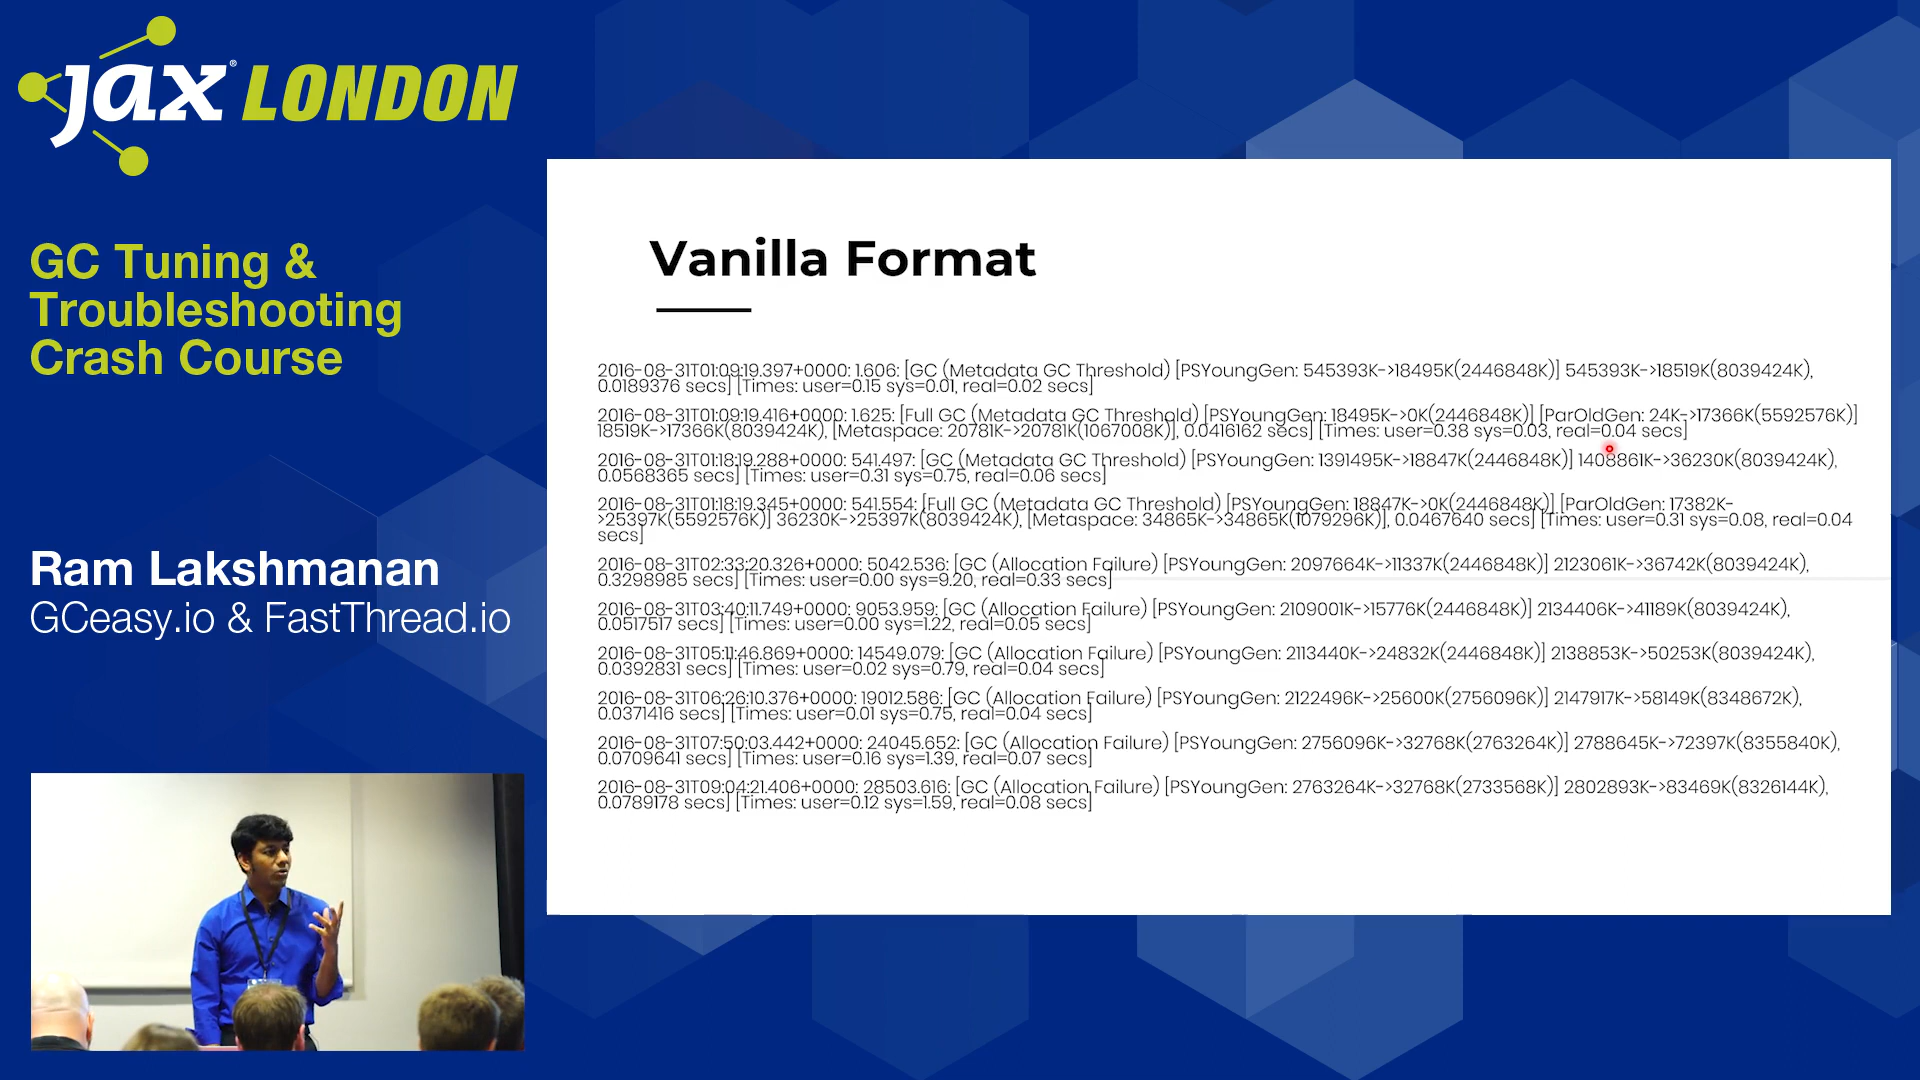 jax® LONDON
GC Tuning &
Troubleshooting
Crash Course
Ram Lakshmanan
GCeasy.io & FastThread.io
Vanilla Format
2016-08-31T01:09:19.397+0000: 1.606: [GC (Metadata GC Threshold) [PSYoungGen: 545393K->18495K(2446848K)] 545393K->18519K(8039424K),
0.0189376 secs] [Times: user=0.15 sys=0.01, real=0.02 secs]
2016-08-31T01:09:19.416+0000: 1.625: [Full GC (Metadata GC Threshold) [PSYoungGen: 18495K->0K(2446848K)] [ParOldGen: 24K->17366K(5592576K)]
18519K->17366K(8039424K), [Metaspace: 20781K->20781K(1067008K)], 0.0416162 secs] [Times: user=0.38 sys=0.03, real=0.04 secs]
2016-08-31T01:18:19.288+0000: 541.497: [GC (Metadata GC Threshold) [PSYoungGen: 1391495K->18847K(2446848K)] 1408861K->36230K(8039424K),
0.0568365 secs] [Times: user=0.31 sys=0.75, real=0.06 secs]
2016-08-31T01:18:19.345+0000: 541.554: [Full GC (Metadata GC Threshold) [PSYoungGen: 18847K->0K(2446848K)] [ParOldGen: 17382K-
>25397K(5592576K)] 36230K->25397K(8039424K), [Metaspace: 34865K->34865K(1079296K)], 0.0467640 secs] [Times: user=0.31 sys=0.08, real=0.04
secs]
2016-08-31T02:33:20.326+0000: 5042.536: [GC (Allocation Failure) [PSYoungGen: 2097664K->11337K(2446848K)] 2123061K->36742K(8039424K),
0.3298985 secs] [Times: user=0.00 sys=9.20, real=0.33 secs]
2016-08-31T03:40:11.749+0000: 9053.959: [GC (Allocation Failure) [PSYoungGen: 2109001K->15776K(2446848K)] 2134406K->41189K(8039424K),
0.0517517 secs] [Times: user=0.00 sys=1.22, real=0.05 secs]
2016-08-31T05:11:46.869+0000: 14549.079: [GC (Allocation Failure) [PSYoungGen: 2113440K->24832K(2446848K)] 2138853K->50253K(8039424K),
0.0392831 secs] [Times: user=0.02 sys=0.79, real=0.04 secs]
2016-08-31T06:26:10.376+0000: 19012.586: [GC (Allocation Failure) [PSYoungGen: 2122496K->25600K(2756096K)] 2147917K->58149K(8348672K),
0.0371416 secs] [Times: user=0.01 sys=0.75, real=0.04 secs]
2016-08-31T07:50:03.442+0000: 24045.652: [GC (Allocation Failure) [PSYoungGen: 2756096K->32768K(2763264K)] 2788645K->72397K(8355840K),
0.0709641 secs] [Times: user=0.16 sys=1.39, real=0.07 secs]
2016-08-31T09:04:21.406+0000: 28503.616: [GC (Allocation Failure) [PSYoungGen: 2763264K->32768K(2733568K)] 2802893K->83469K(8326144K),
0.0789178 secs] [Times: user=0.12 sys=1.59, real=0.08 secs]